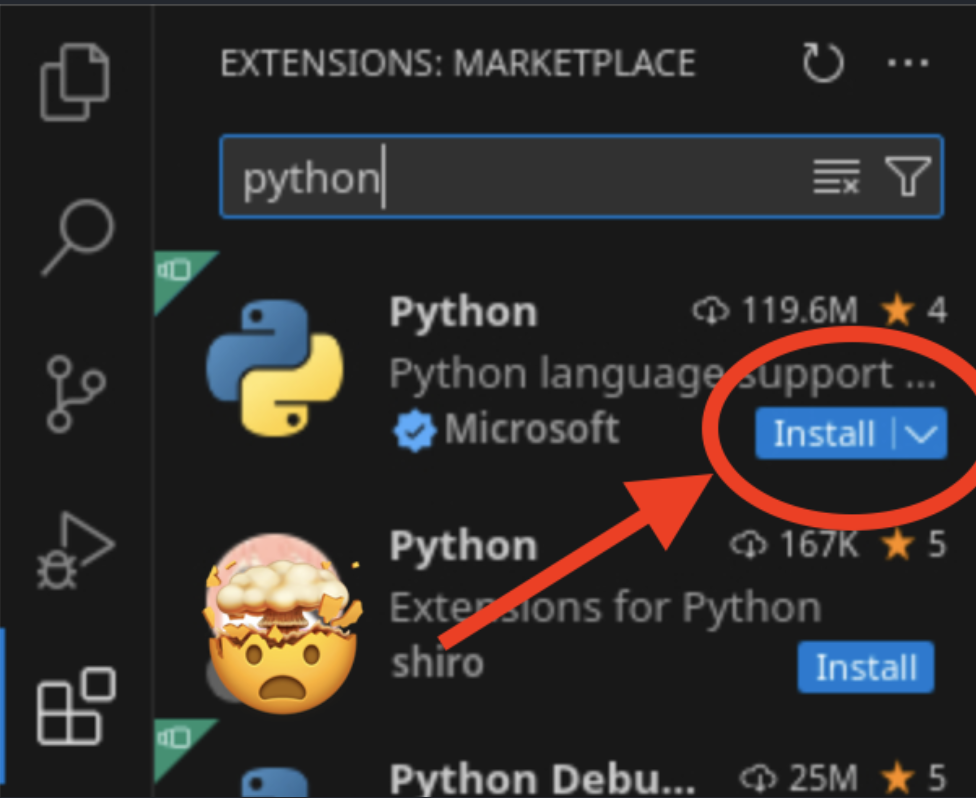 EXTENSIONS: MARKETPLACE
python
Python 119.6M 4
Python language support ...
Microsoft Install
Python 167K 5
Extensions for Python
shiro Install
Python Debu... 25M 5